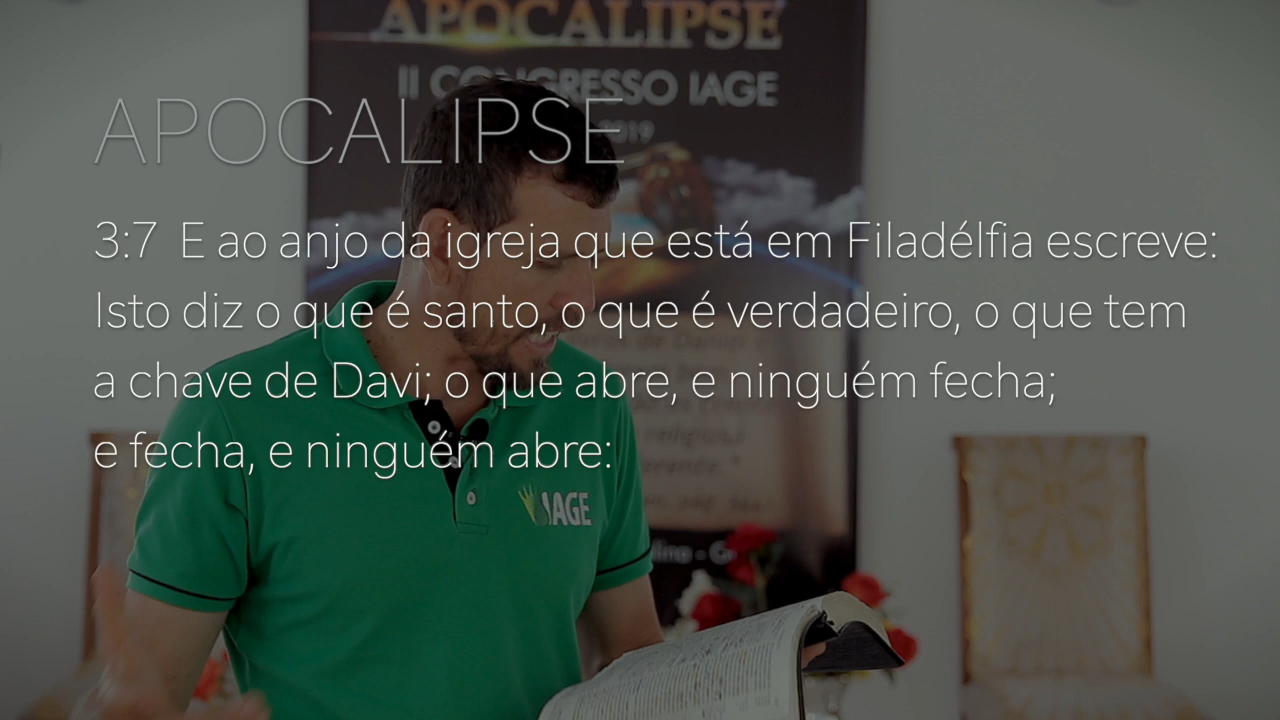 APOCALIPSE
II CONGRESSO IAGE
2019
APOCALIPSE
3:7 E ao anjo da igreja que está em Filadélfia escreve:
Isto diz o que é santo, o que é verdadeiro, o que tem
a chave de Davi; o que abre, e ninguém fecha;
e fecha, e ninguém abre:
IAGE